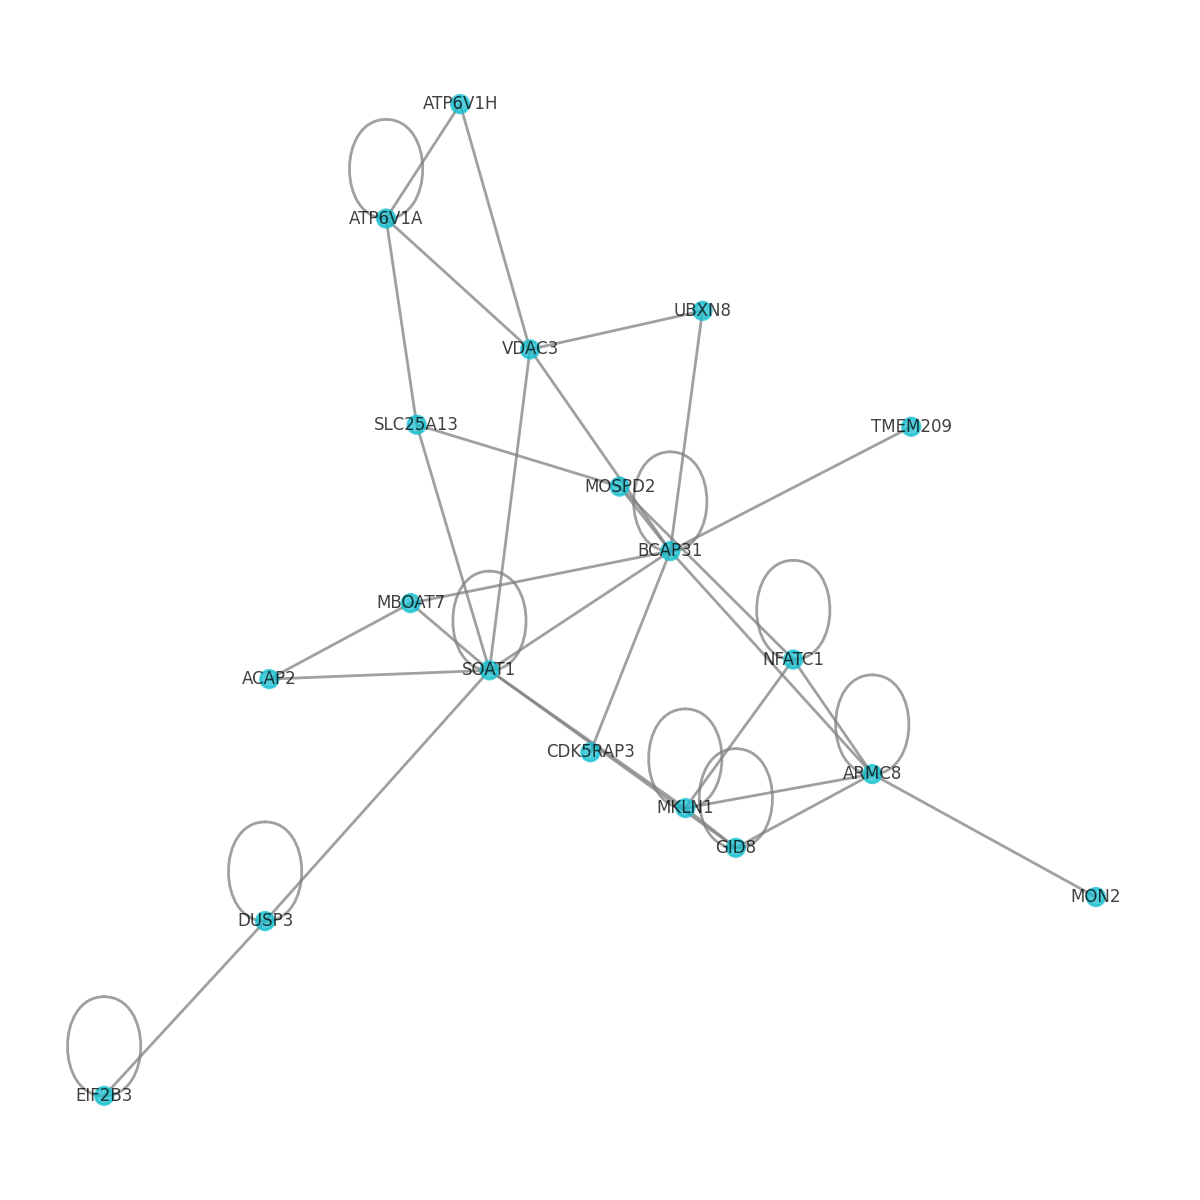 ATP6V1H
ATP6V1A
UBXN8
VDAC3
SLC25A13
TMEM209
MOSPD2
BCAP31
MBOAT7
NFATC1
SOAT1
ACAP2
CDK5RAP3
ARMC8
MKLN1
GID8
MON2
DUSP3
EIF2B3